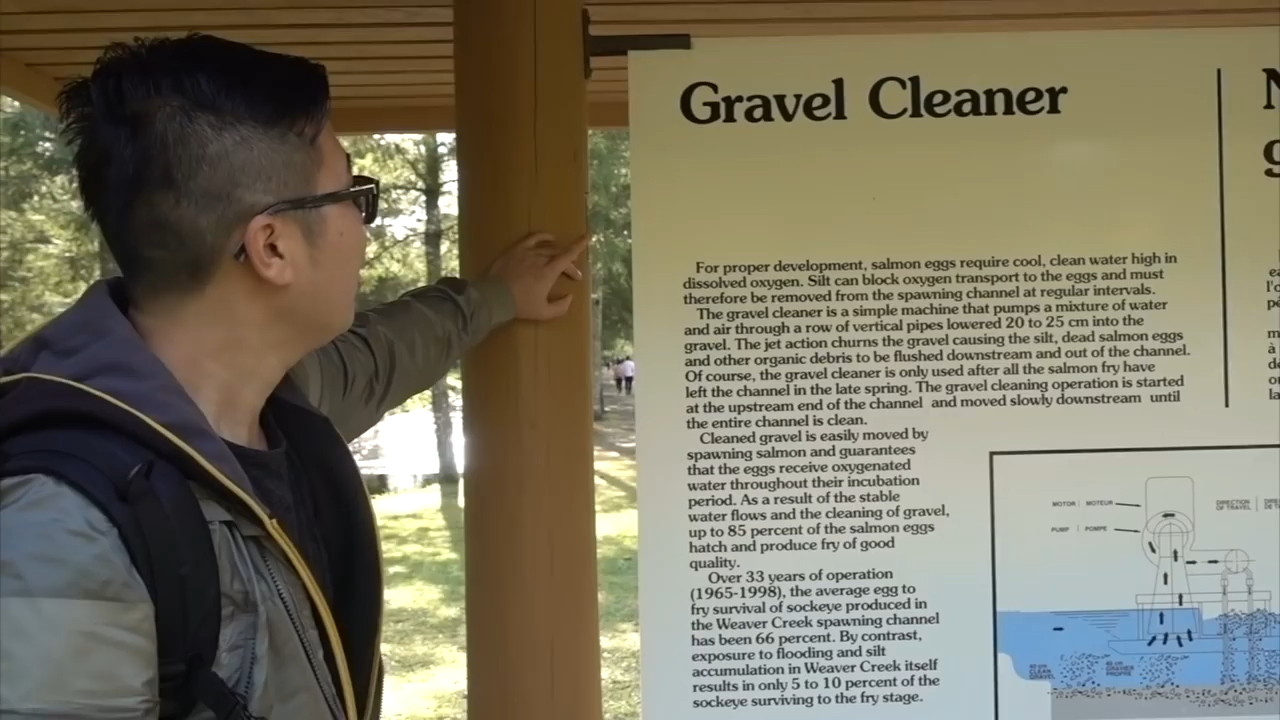 Gravel Cleaner
For proper development, salmon eggs require cool, clean water high in
dissolved oxygen. Silt can block oxygen transport to the eggs and must
therefore be removed from the spawning channel at regular intervals.
The gravel cleaner is a simple machine that pumps a mixture of water
and air through a row of vertical pipes lowered 20 to 25 cm into the
gravel. The jet action churns the gravel causing the silt, dead salmon eggs
and other organic debris to be flushed downstream and out of the channel.
Of course, the gravel cleaner is only used after all the salmon fry have
left the channel in the late spring. The gravel cleaning operation is started
at the upstream end of the channel and moved slowly downstream until
the entire channel is clean.
Cleaned gravel is easily moved by
spawning salmon and guarantees
that the eggs receive oxygenated
water throughout their incubation
period. As a result of the stable
water flows and the cleaning of gravel,
up to 85 percent of the salmon eggs
hatch and produce fry of good
quality.
Over 33 years of operation
(1965-1998), the average egg to
fry survival of sockeye produced in
the Weaver Creek spawning channel
has been 66 percent. By contrast,
exposure to flooding and silt
accumulation in Weaver Creek itself
results in only 5 to 10 percent of the
sockeye surviving to the fry stage.
MOTOR | MOTEUR
PUMP | POMPE
DIRECTION
OF TRAVEL